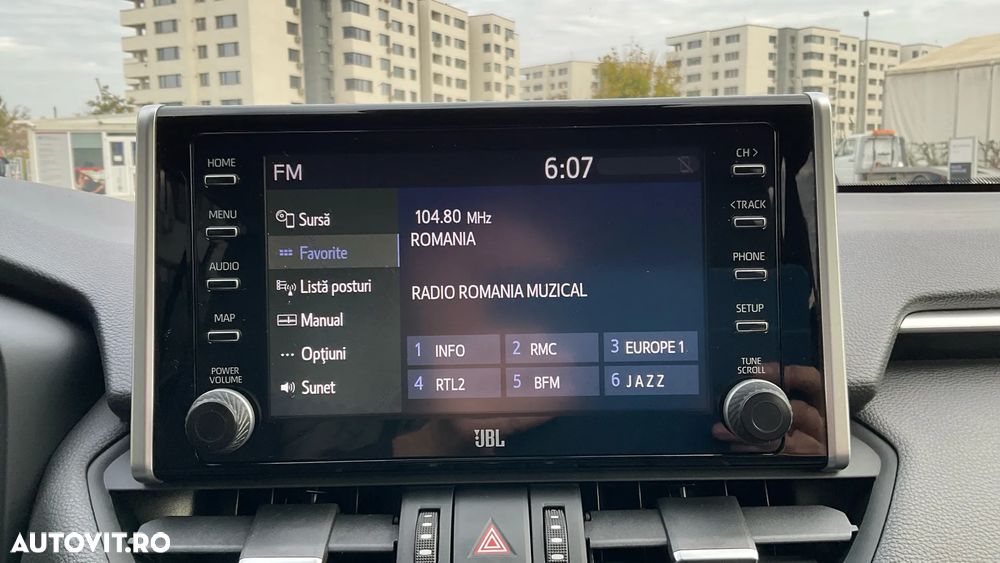 HOME
MENU
AUDIO
MAP
POWER
VOLUME
FM
6:07
Sursă
Favorite
Listă posturi
Manual
Opţiuni
Sunet
104.80 MHz
ROMANIA
RADIO ROMANIA MUZICAL
1 INFO 2 RMC 3 EUROPE 1
4 RTL2 5 BFM 6 JAZZ
CH >
< TRACK
PHONE
SETUP
TUNE
SCROLL
JBL
AUTOVIT.RO